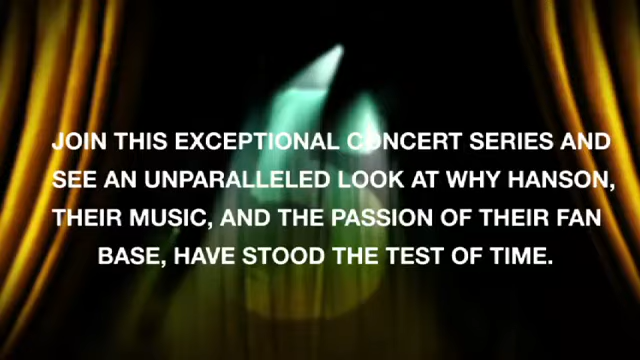 JOIN THIS EXCEPTIONAL CONCERT SERIES AND
SEE AN UNPARALLELED LOOK AT WHY HANSON,
THEIR MUSIC, AND THE PASSION OF THEIR FAN
BASE, HAVE STOOD THE TEST OF TIME.